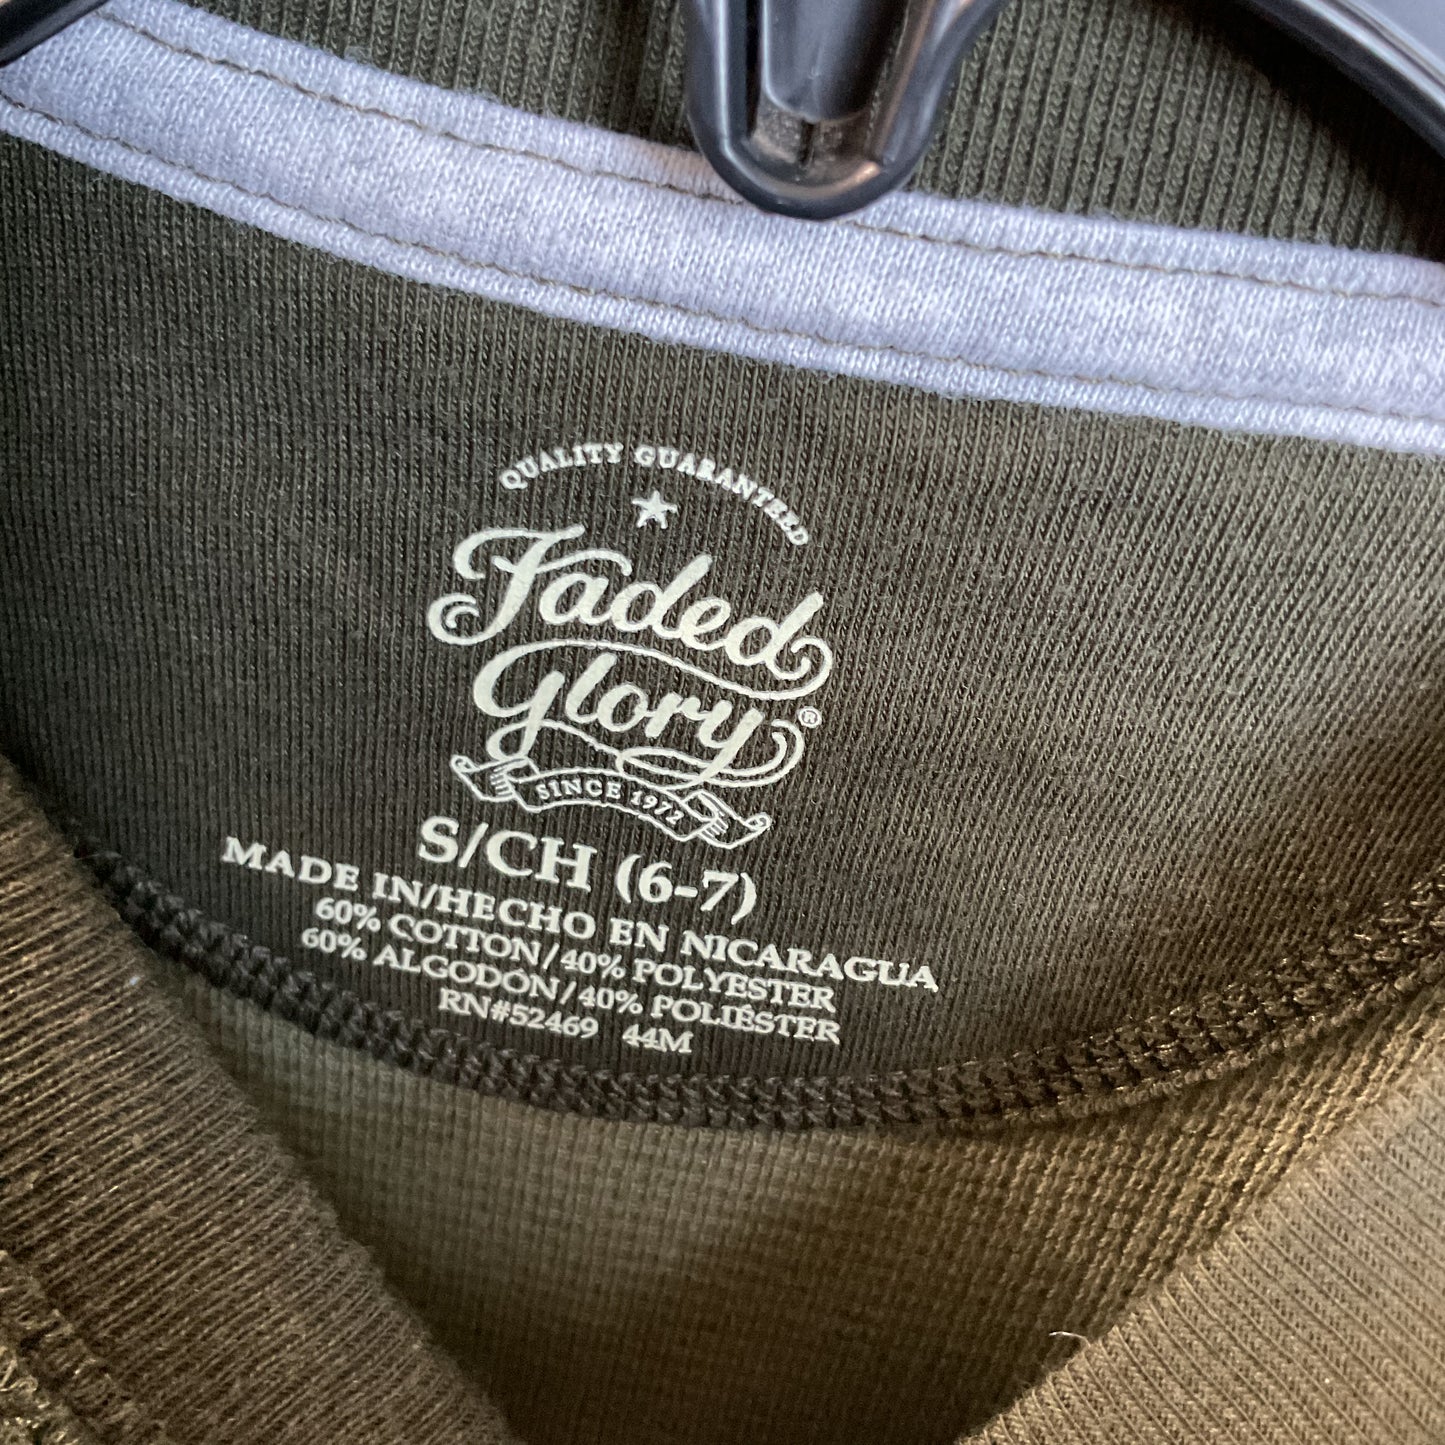 QUALITY GUARANTEED
Faded
Glory®
SINCE 1972
S/CH (6-7)
MADE IN/HECHO EN NICARAGUA
60% COTTON/40% POLYESTER
60% ALGODÓN/40% POLIÉSTER
RN#52469 44M